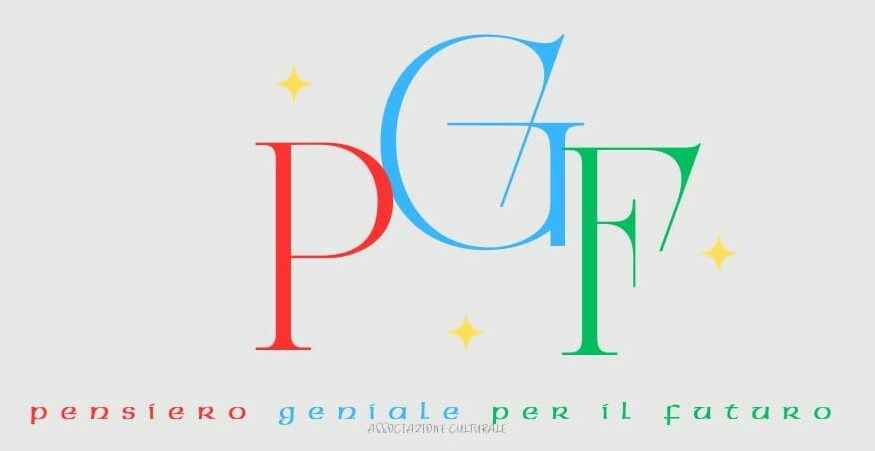 PGF
pensiero geniale per il futuro
ASSOCIAZIONE CULTURALE